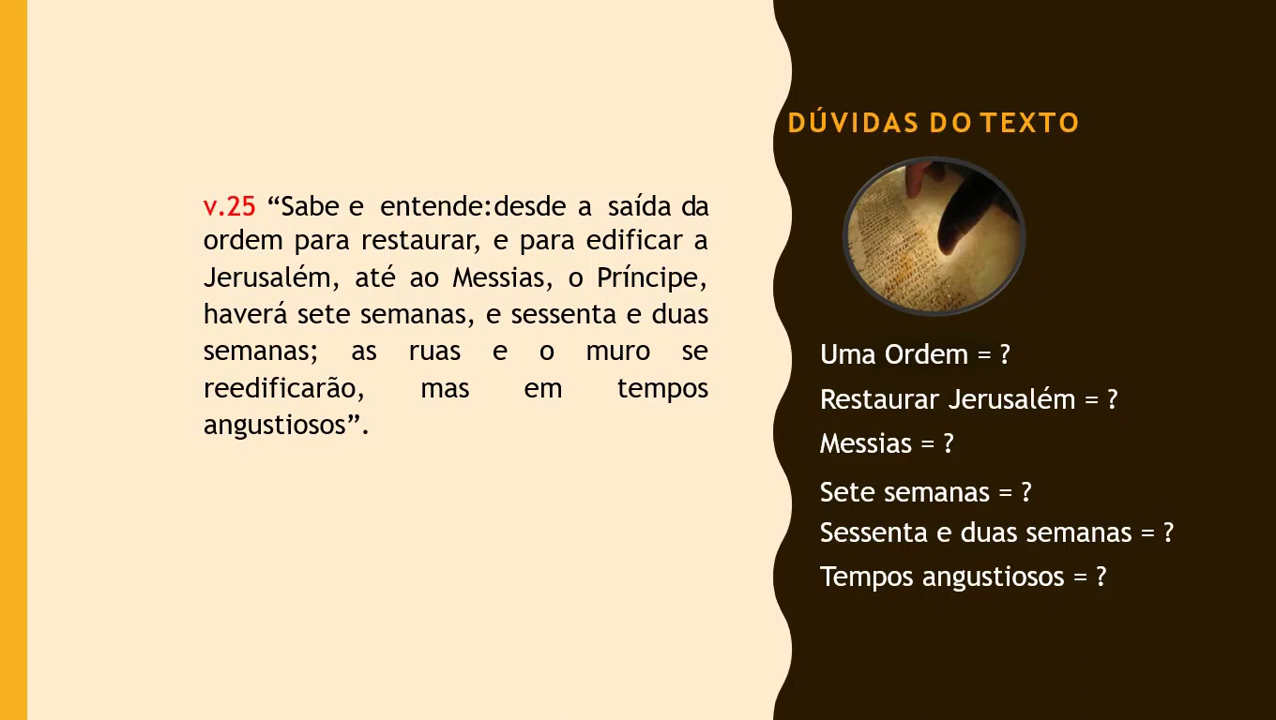 v.25 “Sabe e entende:desde a saída da
ordem para restaurar, e para edificar a
Jerusalém, até ao Messias, o Príncipe,
haverá sete semanas, e sessenta e duas
semanas; as ruas e o muro se
reedificarão, mas em tempos
angustiosos”.
DÚVIDAS DO TEXTO
Uma Ordem = ?
Restaurar Jerusalém = ?
Messias = ?
Sete semanas = ?
Sessenta e duas semanas = ?
Tempos angustiosos = ?